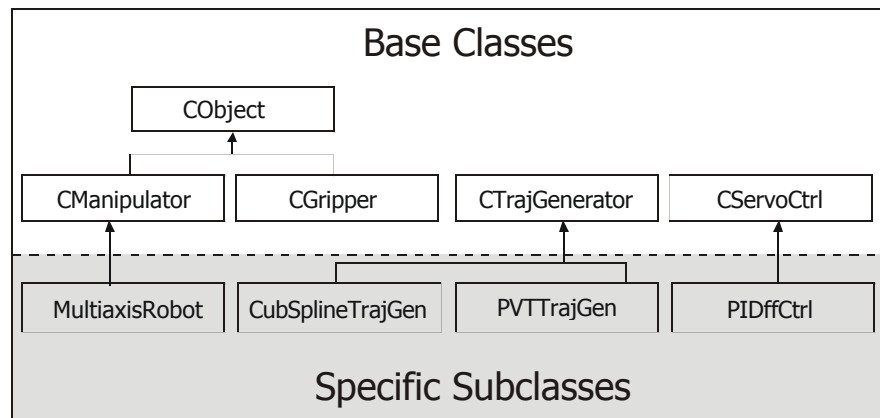 Base Classes
CObject
CManipulator
CGripper
CTrajGenerator
CServoCtrl
MultiaxisRobot
CubSplineTrajGen
PVTTrajGen
PIDffCtrl
Specific Subclasses